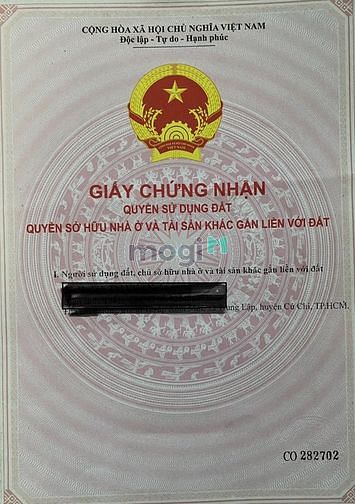 CỘNG HÒA XÃ HỘI CHỦ NGHĨA VIỆT NAM
Độc lập - Tự do - Hạnh phúc
GIẤY CHỨNG NHẬN
QUYỀN SỬ DỤNG ĐẤT
QUYỀN SỞ HỮU NHÀ Ở VÀ TÀI SẢN KHÁC GẮN LIỀN VỚI ĐẤT
mogi
I. Người sử dụng đất, chủ sở hữu nhà ở và tài sản khác gắn liền với đất
Lập, huyện Củ Chi, TP.HCM.
CO 282702